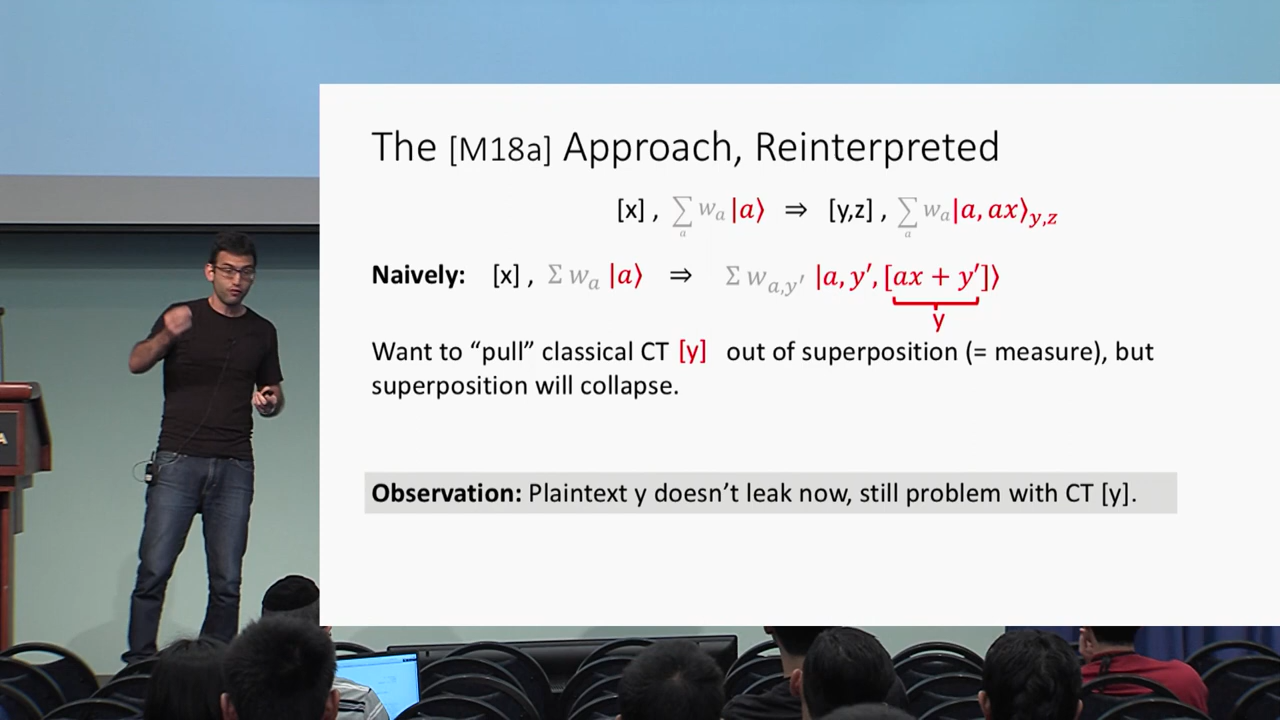 The [M18a] Approach, Reinterpreted
[x] , ∑ₐ wₐ|a⟩ ⇒ [y,z] , ∑ₐ wₐ|a, ax⟩_{y,z}
Naively: [x] , Σ wₐ |a⟩ ⇒ Σ w_{a,y′} |a, y′, [ax + y′]⟩
y
Want to “pull” classical CT [y] out of superposition (= measure), but
superposition will collapse.
Observation: Plaintext y doesn’t leak now, still problem with CT [y].
A